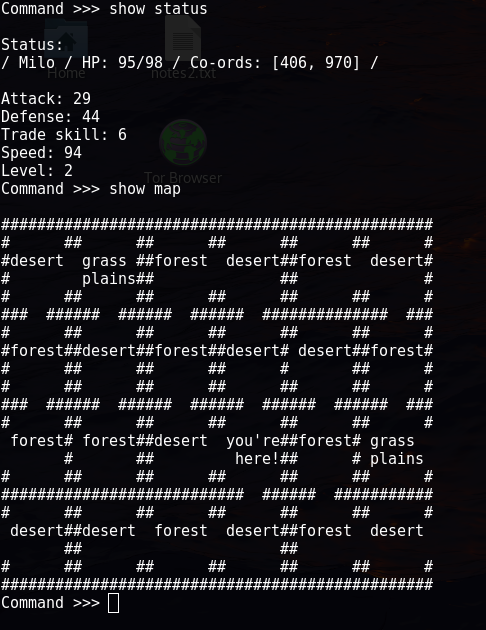 Command >>> show status
Home
notes2.txt
Tor Browser
Status:
/ Milo / HP: 95/98 / Co-ords: [406, 970] /
Attack: 29
Defense: 44
Trade skill: 6
Speed: 94
Level: 2
Command >>> show map
################################################
#      ##      ##      ##      ##      ##      #
#desert  grass ##forest  desert##forest  desert#
#        plains##              ##              #
#      ##      ##      ##      ##      ##      #
###  ######  ######  ######  ##############  ###
#      ##      ##      ##      ##      ##      #
#forest##desert##forest##desert# desert##forest#
#      ##      ##      ##      #       ##      #
#      ##      ##      ##      ##      ##      #
###  ######  ######  ######  ######  ######  ###
#      ##      ##      ##      ##      ##      #
 forest# forest##desert  you're##forest# grass
       #       ##         here!##      # plains
#      ##      ##      ##      ##      ##      #
###########################  ######  ###########
#      ##      ##      ##      ##      ##      #
 desert##desert  forest  desert##forest  desert
       ##                      ##
#      ##      ##      ##      ##      ##      #
################################################
Command >>>